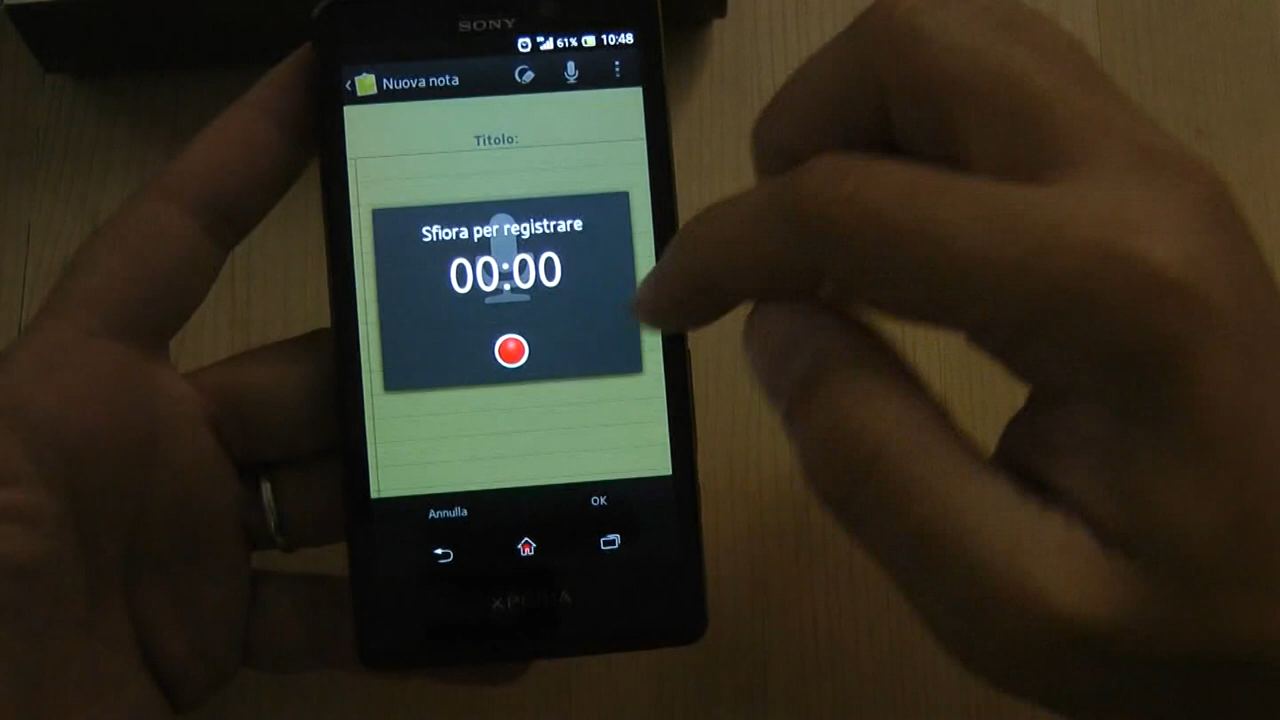 SONY
61% 10:48
Nuova nota
Titolo:
Sfiora per registrare
00:00
Annulla OK
XPERIA